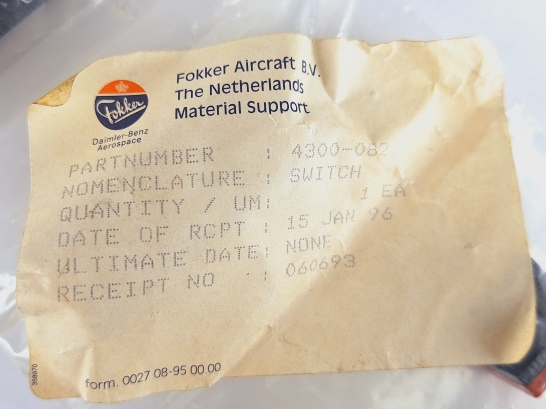 Fokker Aircraft B.V.
The Netherlands
Material Support
Fokker
Daimler-Benz
Aerospace
PARTNUMBER : 4300-082
NOMENCLATURE : SWITCH
QUANTITY / UM: 1 EA
DATE OF RCPT : 15 JAN 96
ULTIMATE DATE: NONE
RECEIPT NO : 060693
form. 0027 08-95 00.00
358970